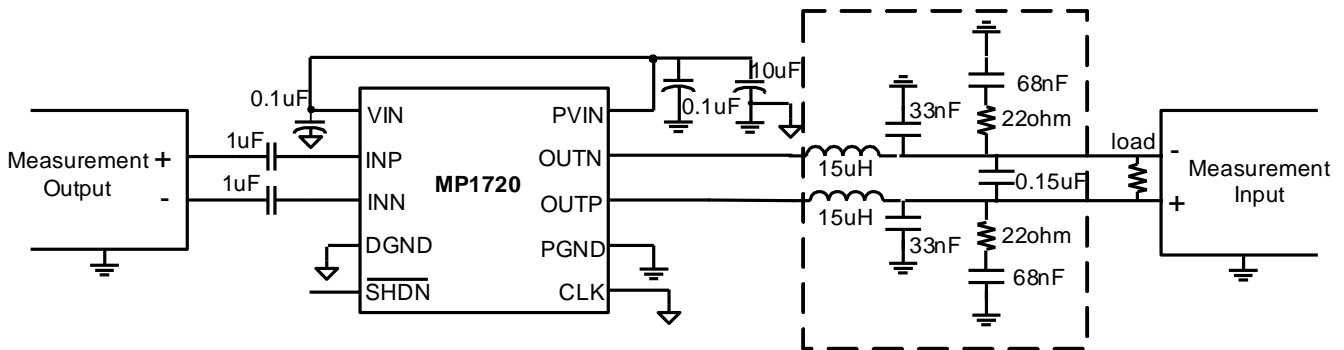 68nF
10uF
0.1uF
0.1uF
33nF
VIN
PVIN
22ohm
load
1uF
Measurement +
Output
-
INP
OUTN
15uH
-
Measurement
Input
+
MP1720
1uF
0.15uF
INN
OUTP
15uH
33nF
22ohm
DGND
PGND
68nF
SHDN
CLK